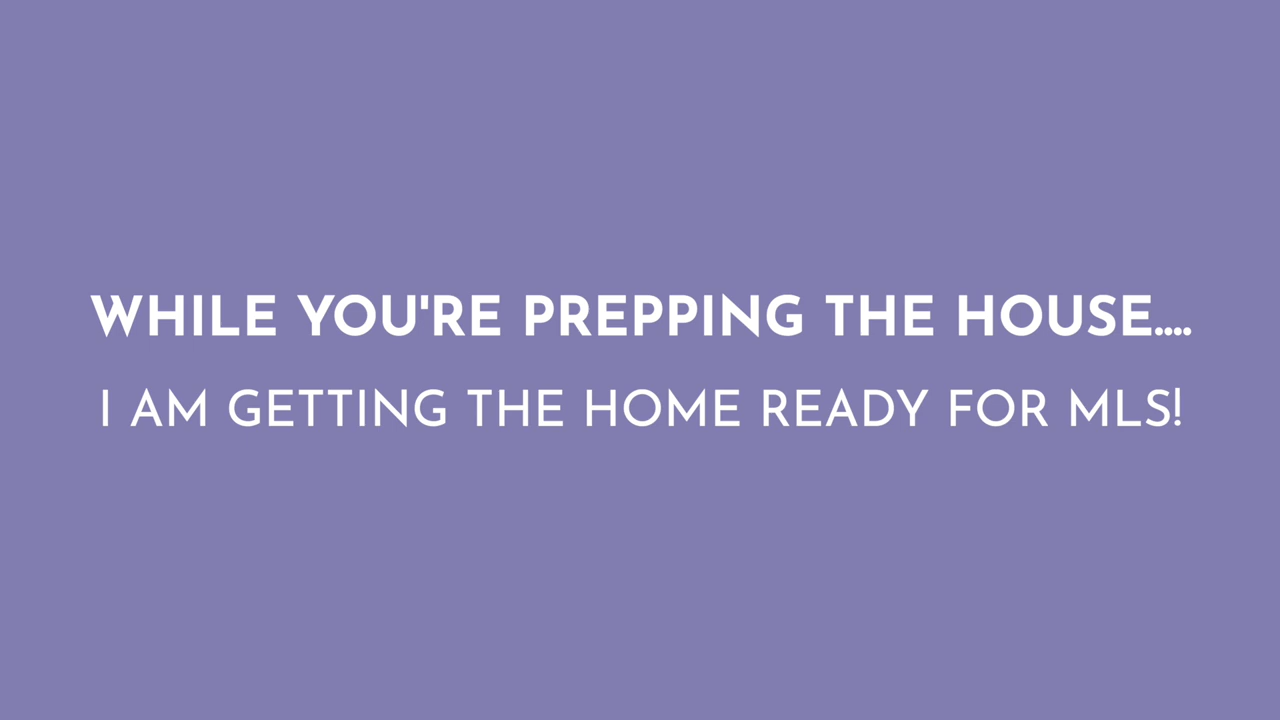 WHILE YOU'RE PREPPING THE HOUSE....
I AM GETTING THE HOME READY FOR MLS!